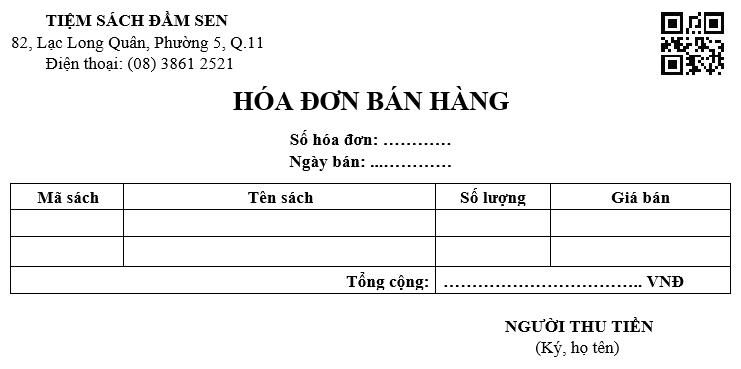 TIỆM SÁCH ĐẦM SEN
82, Lạc Long Quân, Phường 5, Q.11
Điện thoại: (08) 3861 2521
HÓA ĐƠN BÁN HÀNG
Số hóa đơn: …………
Ngày bán: ...…………
Mã sách Tên sách Số lượng Giá bán
Tổng cộng: …………………………….. VNĐ
NGƯỜI THU TIỀN
(Ký, họ tên)